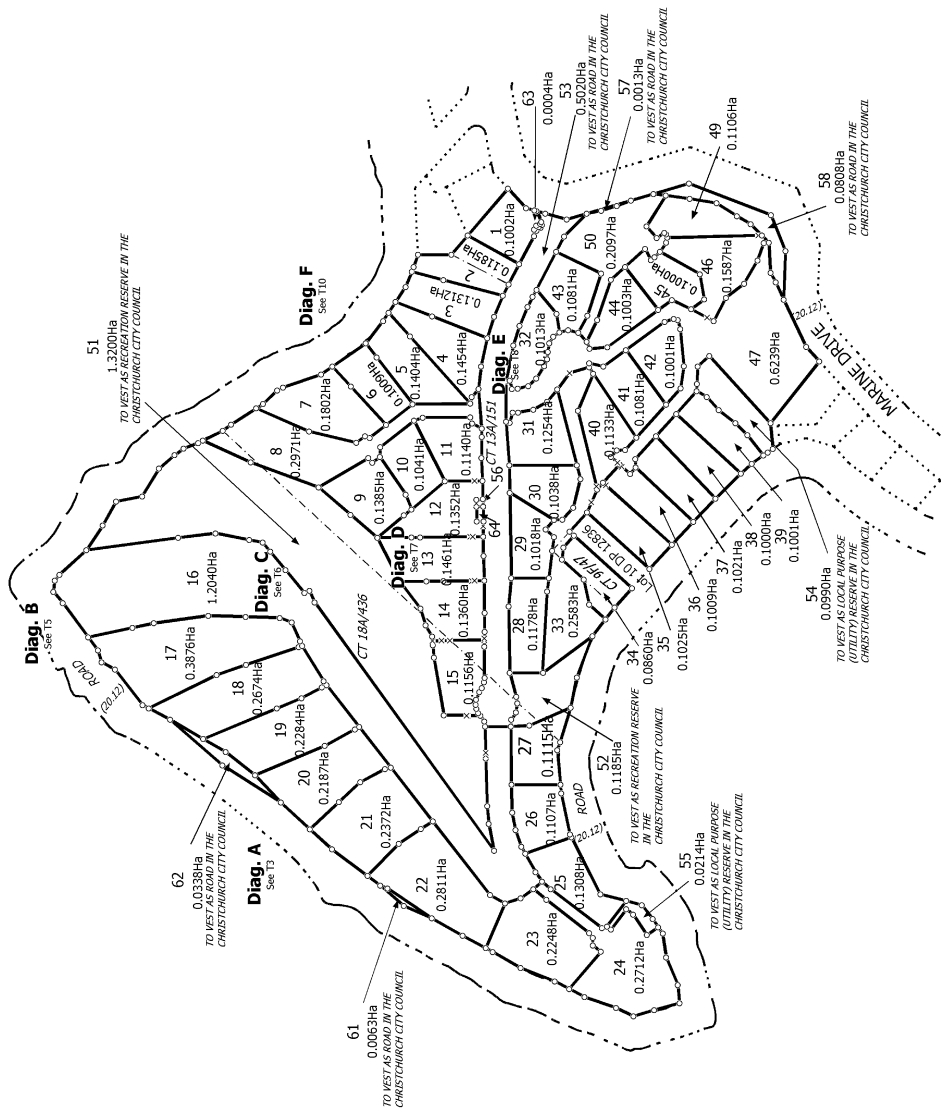 51
1.3200Ha
TO VEST AS RECREATION RESERVE IN THE
CHRISTCHURCH CITY COUNCIL
Diag. B
See T5
ROAD
(20.12)
Diag. F
See T10
63
0.0004Ha
53
0.5020Ha
TO VEST AS ROAD IN THE
CHRISTCHURCH CITY COUNCIL
57
0.0013Ha
TO VEST AS ROAD IN THE
CHRISTCHURCH CITY COUNCIL
49
0.1106Ha
58
0.0808Ha
TO VEST AS ROAD IN THE
CHRISTCHURCH CITY COUNCIL
62
0.0338Ha
TO VEST AS ROAD IN THE
CHRISTCHURCH CITY COUNCIL
Diag. A
See T3
61
0.0063Ha
TO VEST AS ROAD IN THE
CHRISTCHURCH CITY COUNCIL
16
1.2040Ha
17
0.3876Ha
18
0.2674Ha
19
0.2284Ha
20
0.2187Ha
21
0.2372Ha
22
0.2811Ha
23
0.2248Ha
24
0.2712Ha
25
0.1308Ha
26
0.1107Ha
27
0.1115Ha
Diag. C
See T6
CT 18A/436
Diag. D
See T7
8
0.2971Ha
7
0.1802Ha
6
0.1009Ha
5
0.1404Ha
4
0.1454Ha
3
0.1312Ha
2
0.1185Ha
1
0.1002Ha
9
0.1385Ha
10
0.1041Ha
11
0.1140Ha
12
0.1352Ha
13
0.1461Ha
14
0.1360Ha
15
0.1156Ha
CT 13A/151
56
64
Diag. E
See T8
28
0.1178Ha
29
0.1018Ha
30
0.1038Ha
31
0.1254Ha
32
0.1013Ha
33
0.2583Ha
CT 9F/47
Lot 10 DP 12836
40
0.1133Ha
41
0.1081Ha
42
0.1001Ha
43
0.1081Ha
44
0.1003Ha
45
0.1000Ha
46
0.1587Ha
47
0.6239Ha
50
0.2097Ha
(20.12)
MARINE DRIVE
34
0.0860Ha
TO VEST AS RECREATION RESERVE
IN THE
CHRISTCHURCH CITY COUNCIL
35
0.1025Ha
36
0.1009Ha
37
0.1021Ha
38
0.1000Ha
39
0.1001Ha
54
0.0990Ha
TO VEST AS LOCAL PURPOSE
(UTILITY) RESERVE IN THE
CHRISTCHURCH CITY COUNCIL
52
0.1185Ha
ROAD
(20.12)
55
0.0214Ha
TO VEST AS LOCAL PURPOSE
(UTILITY) RESERVE IN THE
CHRISTCHURCH CITY COUNCIL